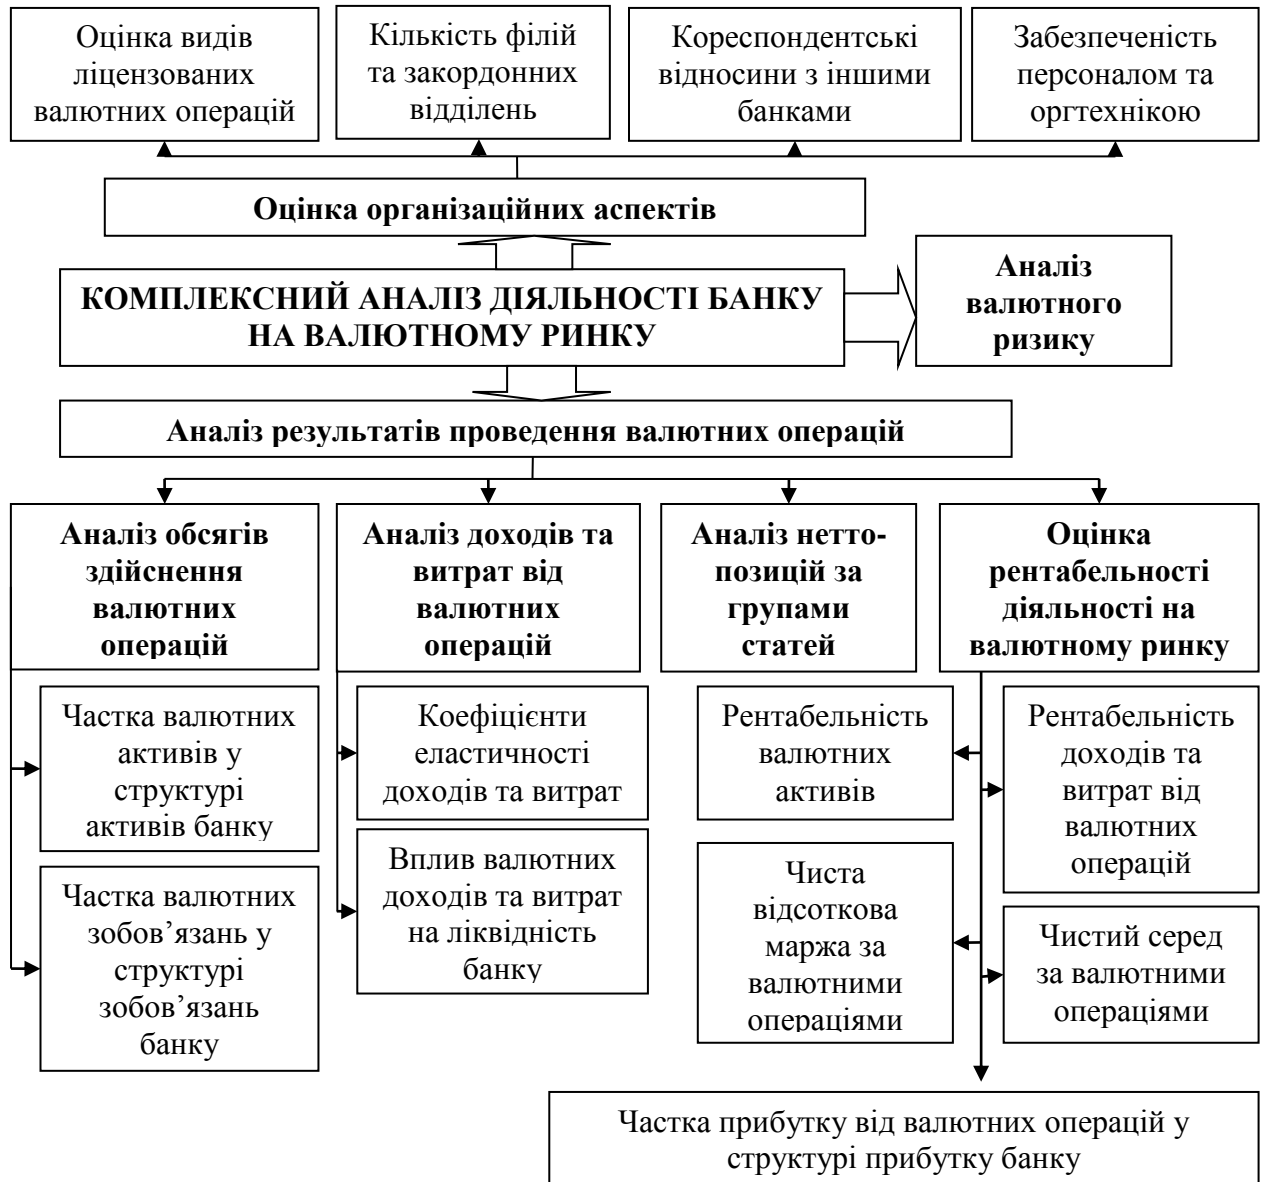 Оцінка видів
ліцензованих
валютних операцій
Кількість філій
та закордонних
відділень
Кореспондентські
відносини з іншими
банками
Забезпеченість
персоналом та
оргтехнікою
Оцінка організаційних аспектів
КОМПЛЕКСНИЙ АНАЛІЗ ДІЯЛЬНОСТІ БАНКУ
НА ВАЛЮТНОМУ РИНКУ
Аналіз
валютного
ризику
Аналіз результатів проведення валютних операцій
Аналіз обсягів
здійснення
валютних
операцій
Аналіз доходів та
витрат від
валютних
операцій
Аналіз нетто-
позицій за
групами
статей
Оцінка
рентабельності
діяльності на
валютному ринку
Частка валютних
активів у
структурі
активів банку
Частка валютних
зобов’язань у
структурі
зобов’язань
банку
Коефіцієнти
еластичності
доходів та витрат
Вплив валютних
доходів та витрат
на ліквідність
банку
Рентабельність
валютних
активів
Чиста
відсоткова
маржа за
валютними
операціями
Рентабельність
доходів та
витрат від
валютних
операцій
Чистий серед
за валютними
операціями
Частка прибутку від валютних операцій у
структурі прибутку банку